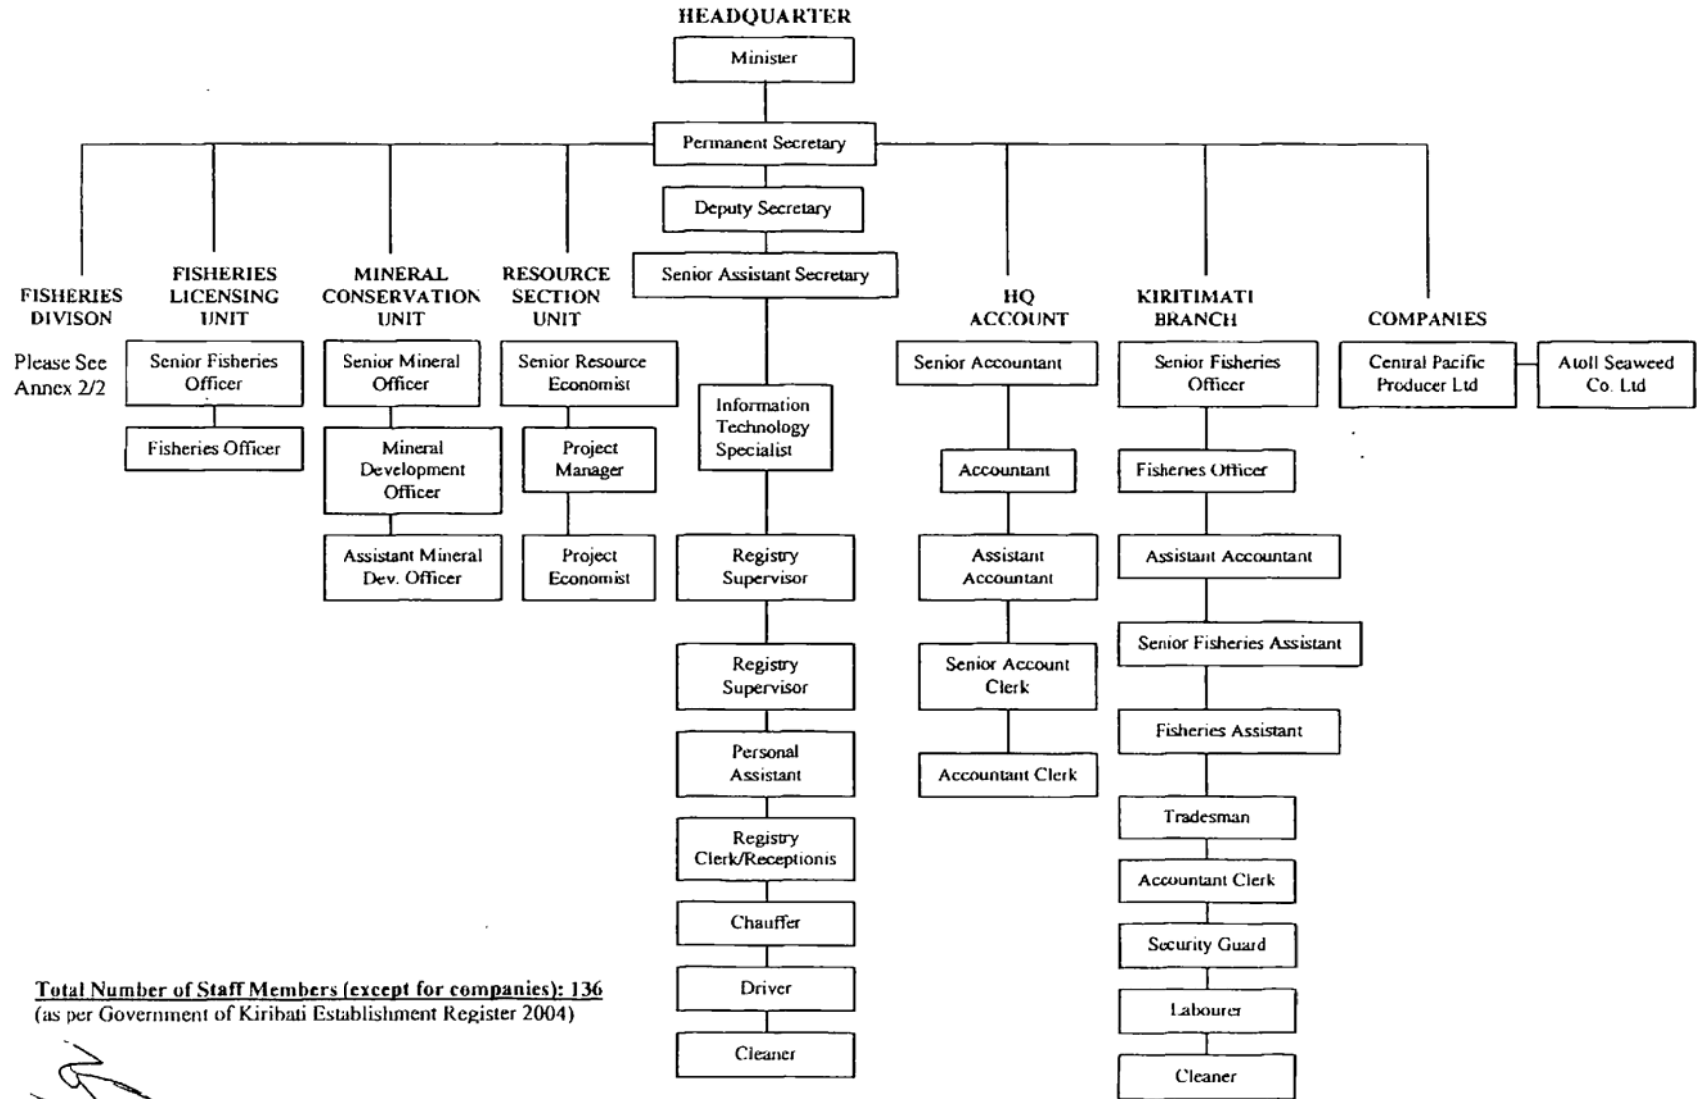 HEADQUARTER
Minister
Permanent Secretary
Deputy Secretary
Senior Assistant Secretary
FISHERIES
DIVISON
Please See
Annex 2/2
FISHERIES
LICENSING
UNIT
Senior Fisheries
Officer
Fisheries Officer
MINERAL
CONSERVATION
UNIT
Senior Mineral
Officer
Mineral
Development
Officer
Assistant Mineral
Dev. Officer
RESOURCE
SECTION
UNIT
Senior Resource
Economist
Project
Manager
Project
Economist
Information
Technology
Specialist
Registry
Supervisor
Registry
Supervisor
Personal
Assistant
Registry
Clerk/Receptionis
Chauffer
Driver
Cleaner
HQ
ACCOUNT
Senior Accountant
Accountant
Assistant
Accountant
Senior Account
Clerk
Accountant Clerk
KIRITIMATI
BRANCH
Senior Fisheries
Officer
Fisheries Officer
Assistant Accountant
Senior Fisheries Assistant
Fisheries Assistant
Tradesman
Accountant Clerk
Security Guard
Labourer
Cleaner
COMPANIES
Central Pacific
Producer Ltd
Atoll Seaweed
Co. Ltd
Total Number of Staff Members (except for companies): 136
(as per Government of Kiribati Establishment Register 2004)